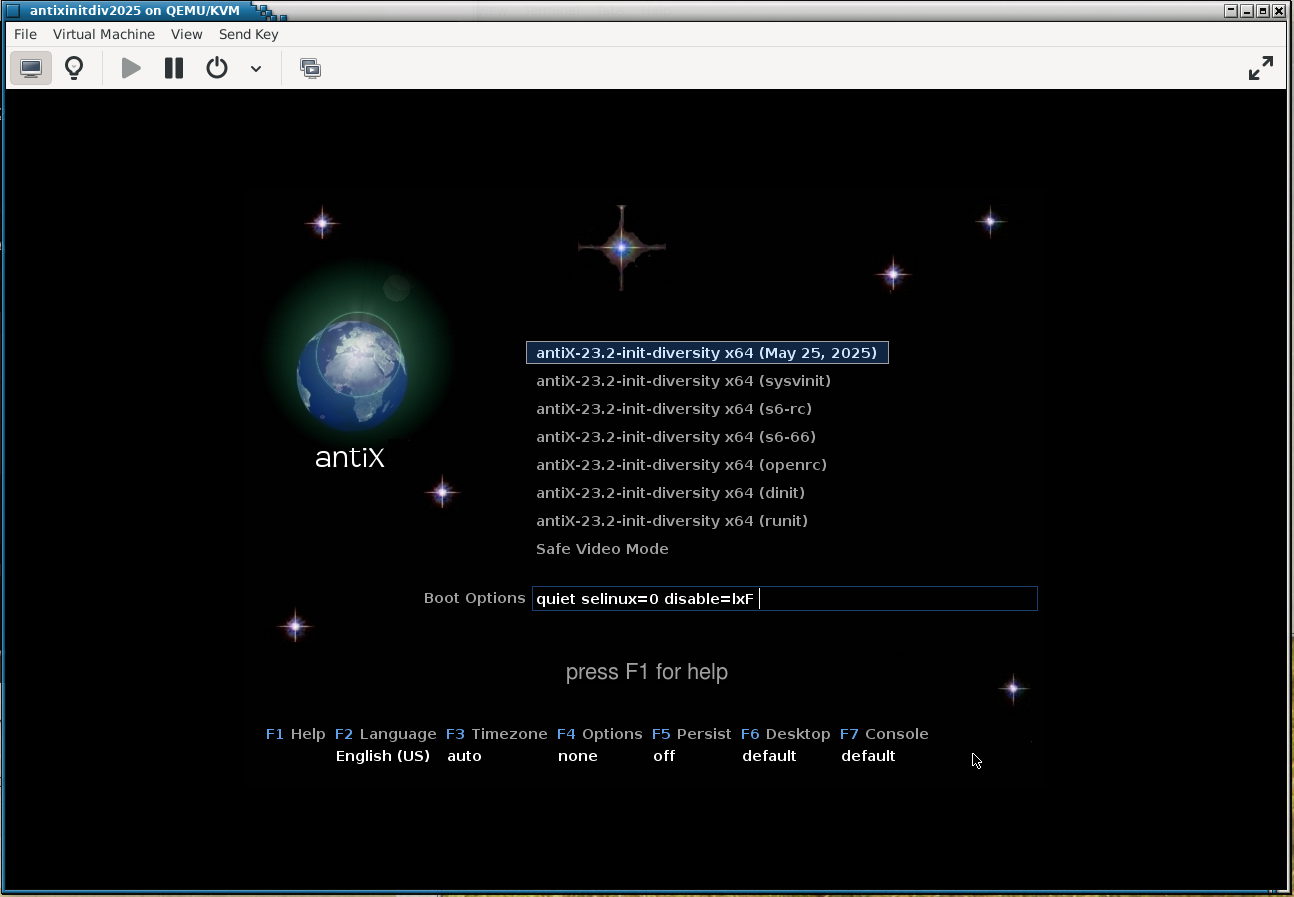 antixinitdiv2025 on QEMU/KVM
File Virtual Machine View Send Key
antiX
antiX-23.2-init-diversity x64 (May 25, 2025)
antiX-23.2-init-diversity x64 (sysvinit)
antiX-23.2-init-diversity x64 (s6-rc)
antiX-23.2-init-diversity x64 (s6-66)
antiX-23.2-init-diversity x64 (openrc)
antiX-23.2-init-diversity x64 (dinit)
antiX-23.2-init-diversity x64 (runit)
Safe Video Mode
Boot Options quiet selinux=0 disable=lxF
press F1 for help
F1 Help F2 Language F3 Timezone F4 Options F5 Persist F6 Desktop F7 Console
English (US) auto none off default default